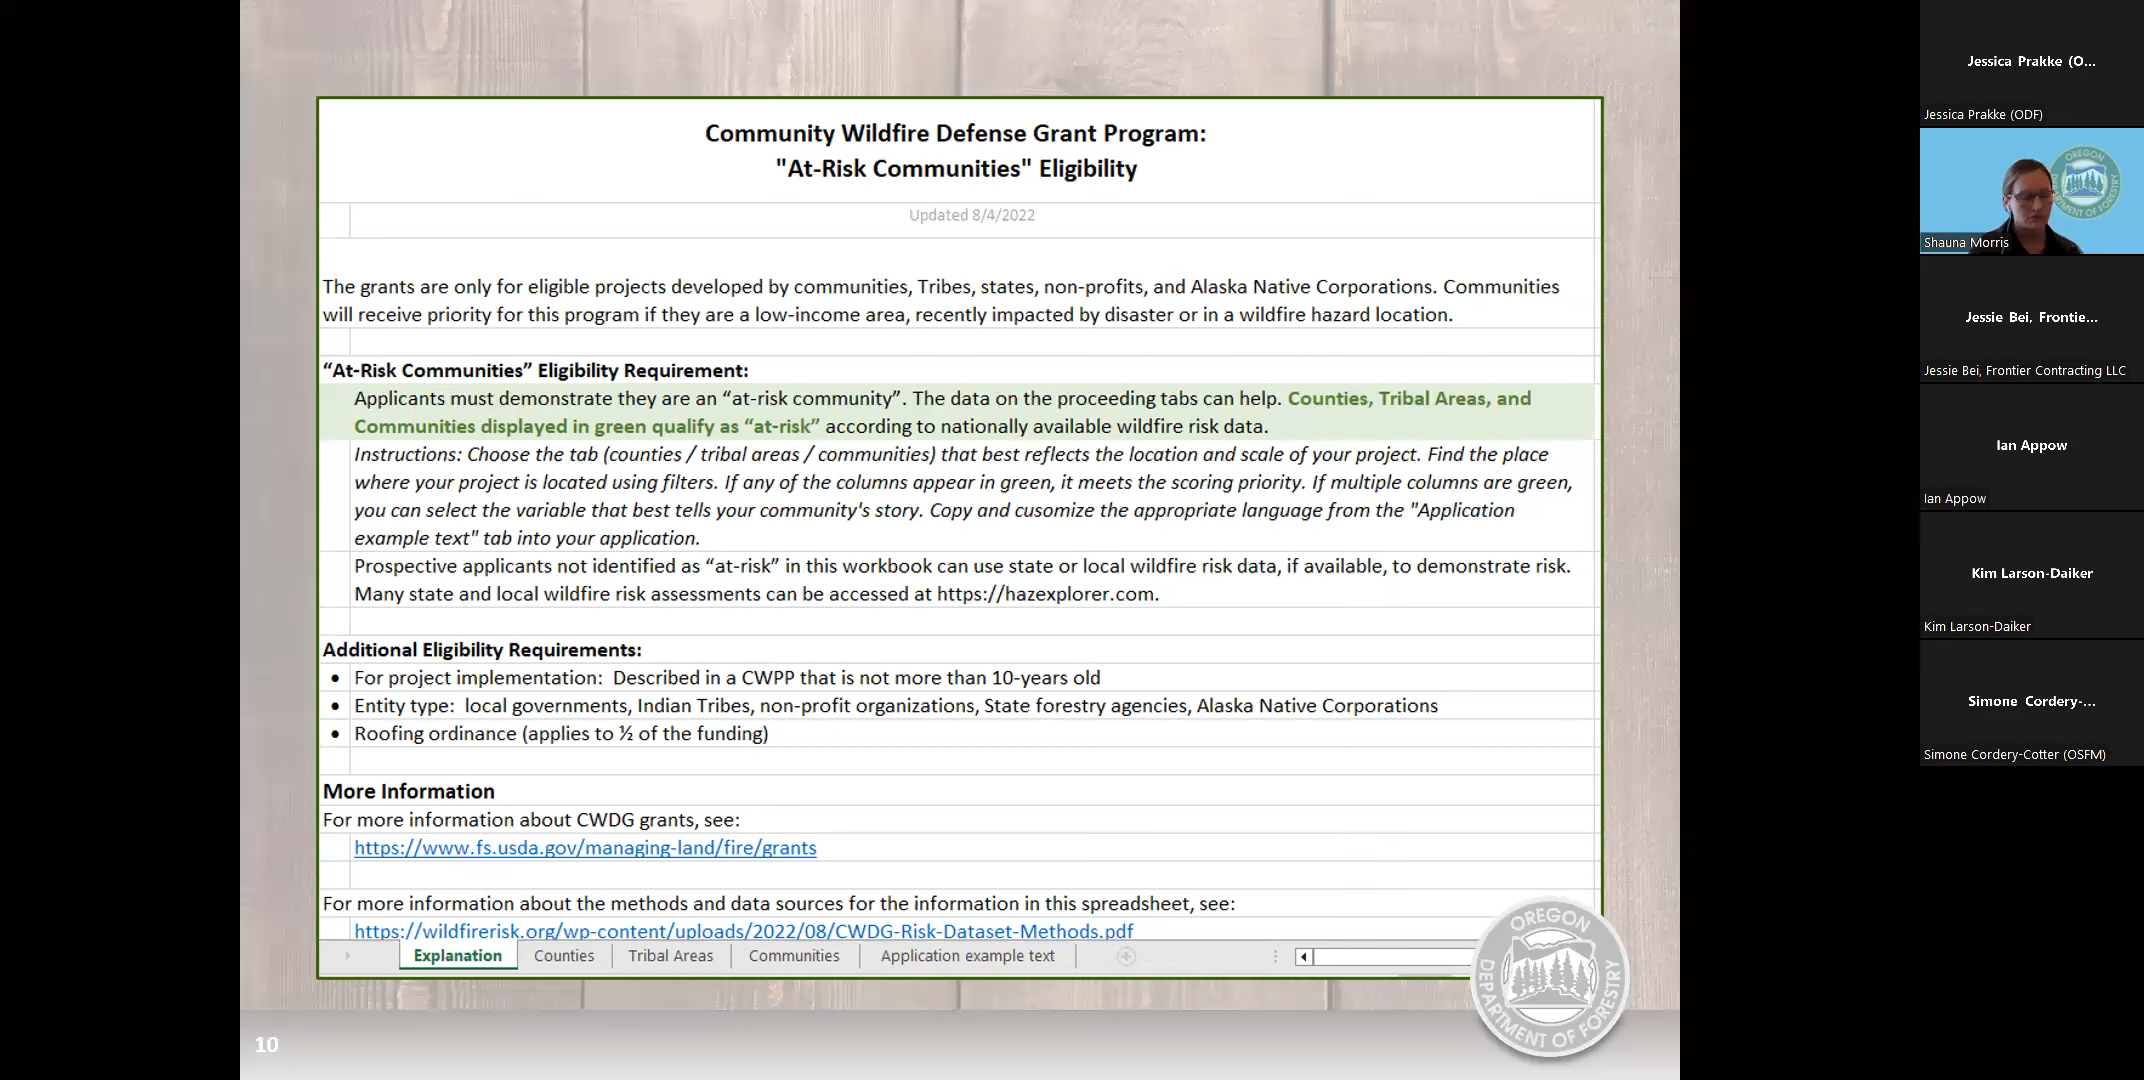 Community Wildfire Defense Grant Program:
"At-Risk Communities" Eligibility
Updated 8/4/2022
The grants are only for eligible projects developed by communities, Tribes, states, non-profits, and Alaska Native Corporations. Communities
will receive priority for this program if they are a low-income area, recently impacted by disaster or in a wildfire hazard location.
“At-Risk Communities” Eligibility Requirement:
Applicants must demonstrate they are an “at-risk community”. The data on the proceeding tabs can help. Counties, Tribal Areas, and
Communities displayed in green qualify as “at-risk” according to nationally available wildfire risk data.
Instructions: Choose the tab (counties / tribal areas / communities) that best reflects the location and scale of your project. Find the place
where your project is located using filters. If any of the columns appear in green, it meets the scoring priority. If multiple columns are green,
you can select the variable that best tells your community's story. Copy and cusomize the appropriate language from the "Application
example text" tab into your application.
Prospective applicants not identified as “at-risk” in this workbook can use state or local wildfire risk data, if available, to demonstrate risk.
Many state and local wildfire risk assessments can be accessed at https://hazexplorer.com.
Additional Eligibility Requirements:
• For project implementation: Described in a CWPP that is not more than 10-years old
• Entity type: local governments, Indian Tribes, non-profit organizations, State forestry agencies, Alaska Native Corporations
• Roofing ordinance (applies to ½ of the funding)
More Information
For more information about CWDG grants, see:
https://www.fs.usda.gov/managing-land/fire/grants
For more information about the methods and data sources for the information in this spreadsheet, see:
https://wildfirerisk.org/wp-content/uploads/2022/08/CWDG-Risk-Dataset-Methods.pdf
Explanation Counties Tribal Areas Communities Application example text
OREGON
DEPARTMENT OF FORESTRY
10
Jessica Prakke (O...
Jessica Prakke (ODF)
OREGON
DEPARTMENT OF FORESTRY
Shauna Morris
Jessie Bei, Frontie...
Jessie Bei, Frontier Contracting LLC
Ian Appow
Ian Appow
Kim Larson-Daiker
Kim Larson-Daiker
Simone Cordery-...
Simone Cordery-Cotter (OSFM)